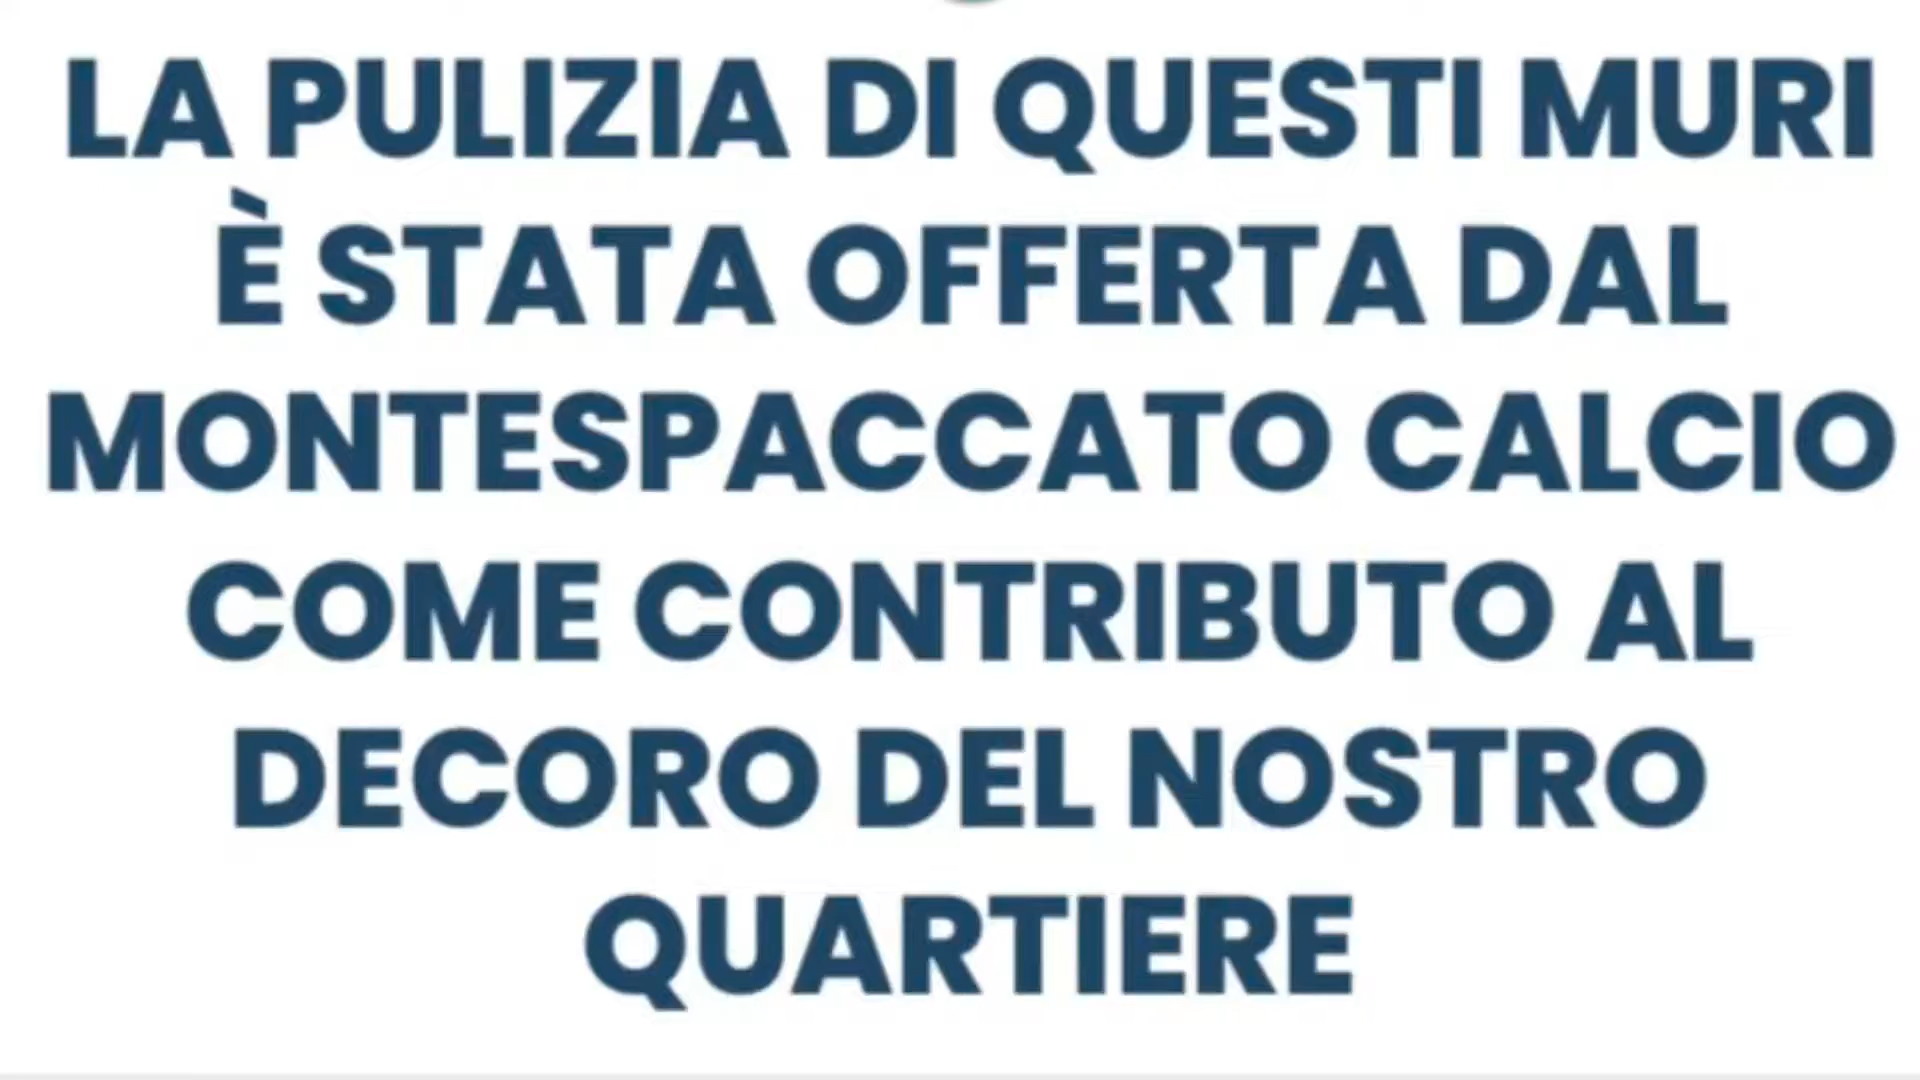 LA PULIZIA DI QUESTI MURI
È STATA OFFERTA DAL
MONTESPACCATO CALCIO
COME CONTRIBUTO AL
DECORO DEL NOSTRO
QUARTIERE